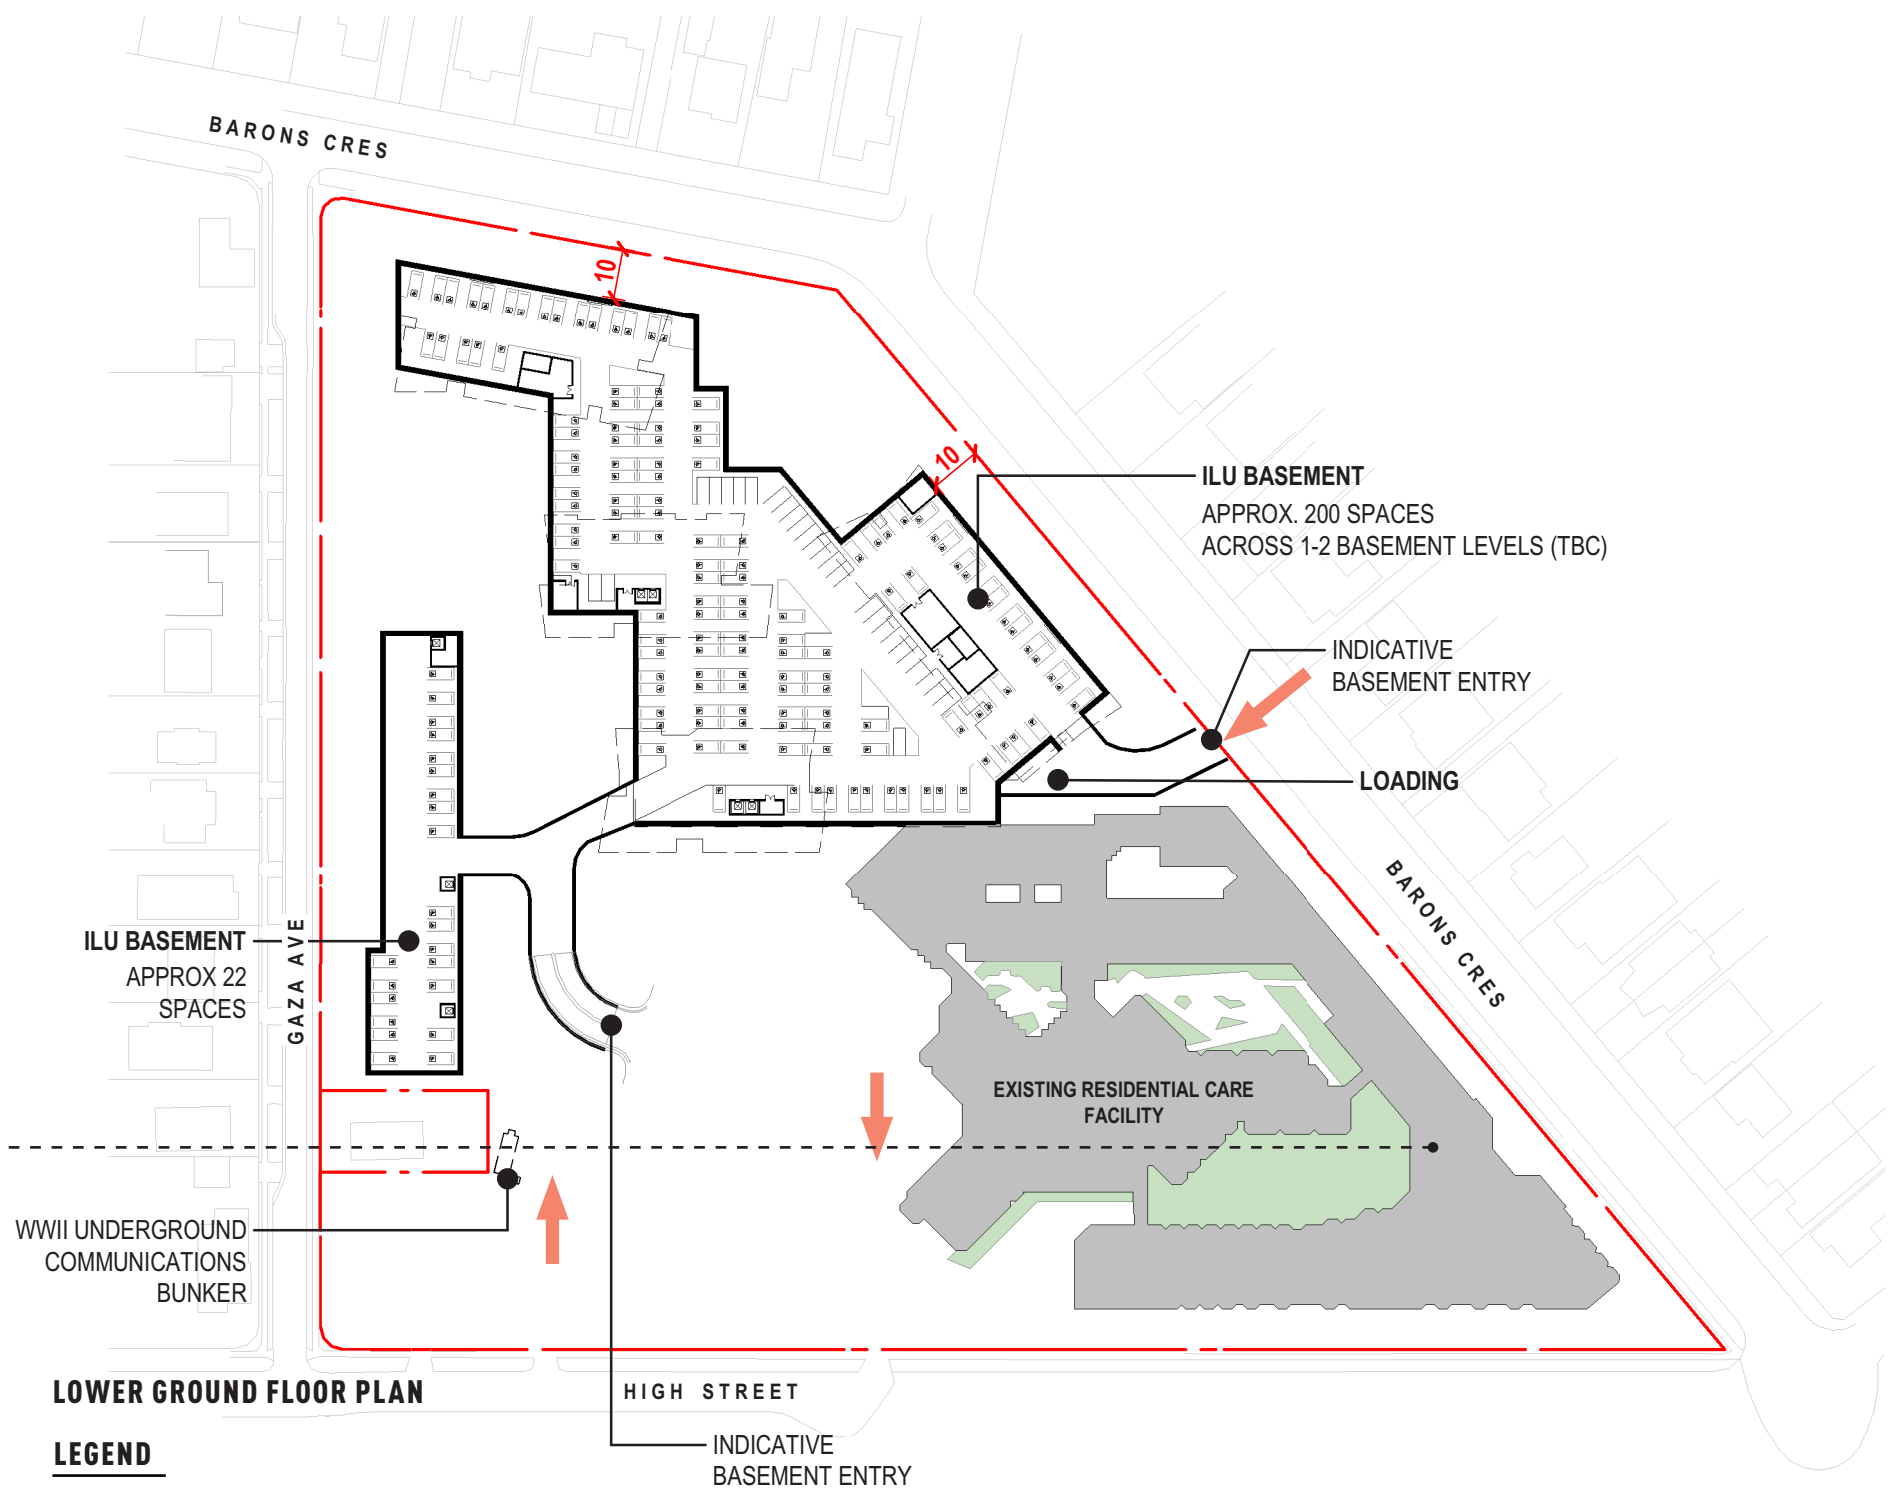 BARONS CRES
10
10
ILU BASEMENT
APPROX. 200 SPACES
ACROSS 1-2 BASEMENT LEVELS (TBC)
INDICATIVE
BASEMENT ENTRY
LOADING
BARONS CRES
ILU BASEMENT
APPROX 22
SPACES
GAZA AVE
EXISTING RESIDENTIAL CARE
FACILITY
WWII UNDERGROUND
COMMUNICATIONS
BUNKER
LOWER GROUND FLOOR PLAN
HIGH STREET
LEGEND
INDICATIVE
BASEMENT ENTRY